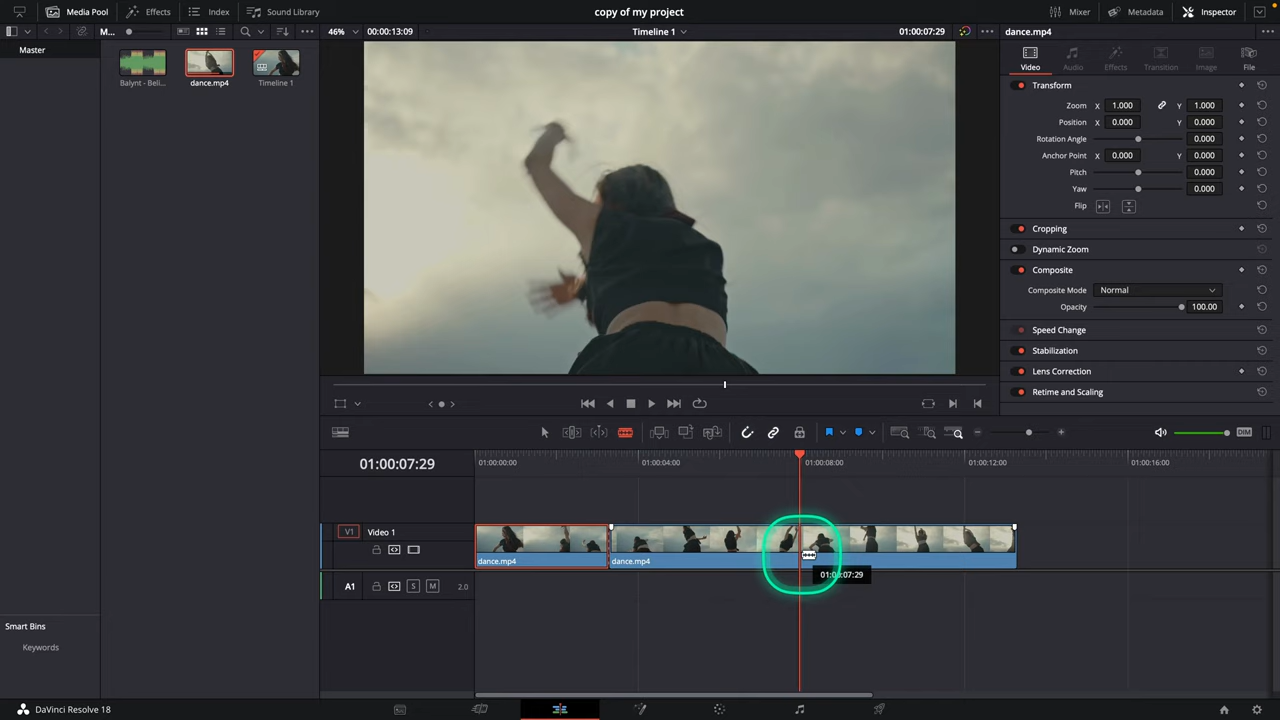 Media Pool
Effects
Index
Sound Library
copy of my project
Mixer
Metadata
Inspector
M...
46%
00:00:13:09
Timeline 1
01:00:07:29
dance.mp4
Master
Balynt - Beli...
dance.mp4
Timeline 1
Video
Audio
Effects
Transition
Image
File
Transform
Zoom X 1.000 Y 1.000
Position X 0.000 Y 0.000
Rotation Angle 0.000
Anchor Point X 0.000 Y 0.000
Pitch 0.000
Yaw 0.000
Flip
Cropping
Dynamic Zoom
Composite
Composite Mode Normal
Opacity 100.00
Speed Change
Stabilization
Lens Correction
Retime and Scaling
DIM
01:00:07:29
01:00:00:00
01:00:04:00
01:00:08:00
01:00:12:00
01:00:16:00
V1 Video 1
dance.mp4
dance.mp4
01:00:07:29
A1 S M 2.0
Smart Bins
Keywords
DaVinci Resolve 18